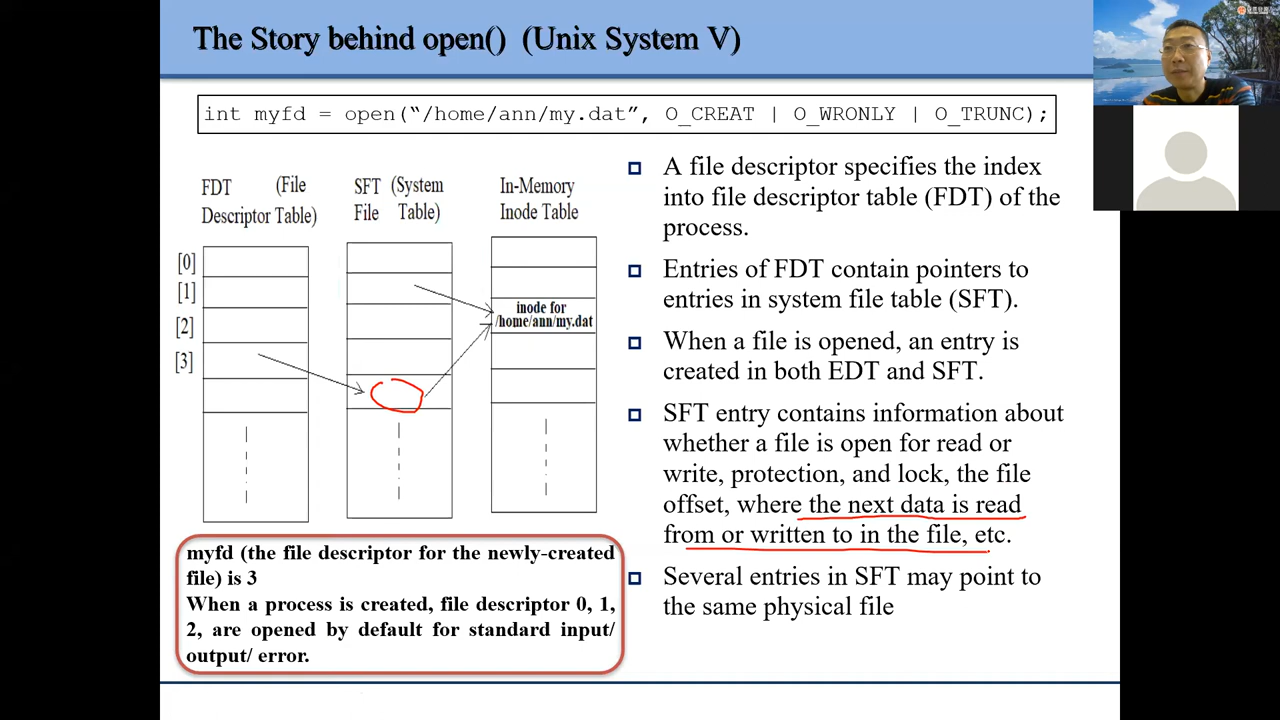 The Story behind open()  (Unix System V)
int myfd = open(“/home/ann/my.dat”, O_CREAT | O_WRONLY | O_TRUNC);
FDT (File
Descriptor Table)
SFT (System
File Table)
In-Memory
Inode Table
[0]
[1]
[2]
[3]
inode for
/home/ann/my.dat
myfd (the file descriptor for the newly-created
file) is 3
When a process is created, file descriptor 0, 1,
2, are opened by default for standard input/
output/ error.
A file descriptor specifies the index
into file descriptor table (FDT) of the
process.
Entries of FDT contain pointers to
entries in system file table (SFT).
When a file is opened, an entry is
created in both EDT and SFT.
SFT entry contains information about
whether a file is open for read or
write, protection, and lock, the file
offset, where the next data is read
from or written to in the file, etc.
Several entries in SFT may point to
the same physical file